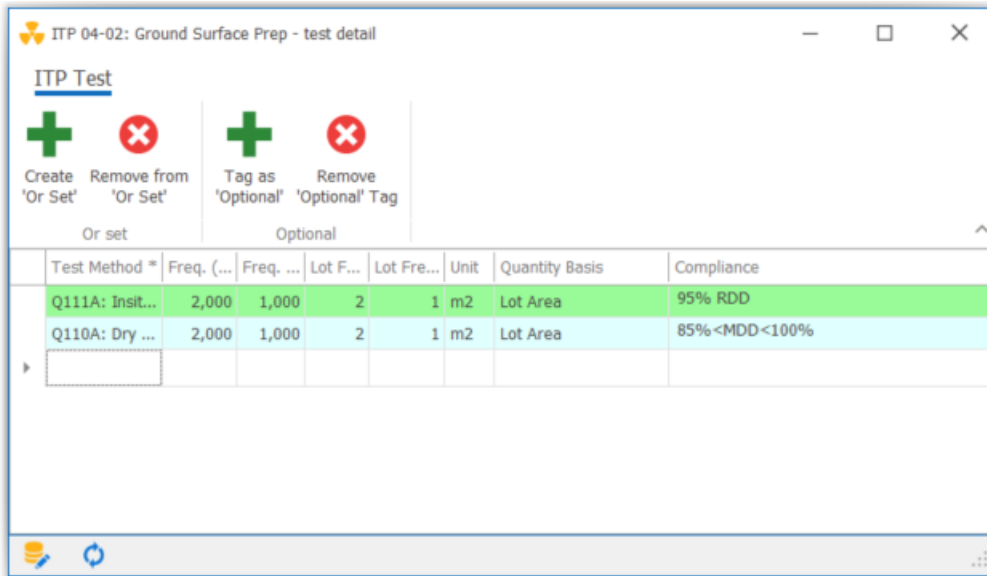 ITP 04-02: Ground Surface Prep - test detail
ITP Test
Create 'Or Set'
Remove from 'Or Set'
Tag as 'Optional'
Remove 'Optional' Tag
Or set
Optional
Test Method * Freq. (... Freq. ... Lot F... Lot Fre... Unit Quantity Basis Compliance
Q111A: Insit... 2,000 1,000 2 1 m2 Lot Area 95% RDD
Q110A: Dry ... 2,000 1,000 2 1 m2 Lot Area 85%<MDD<100%